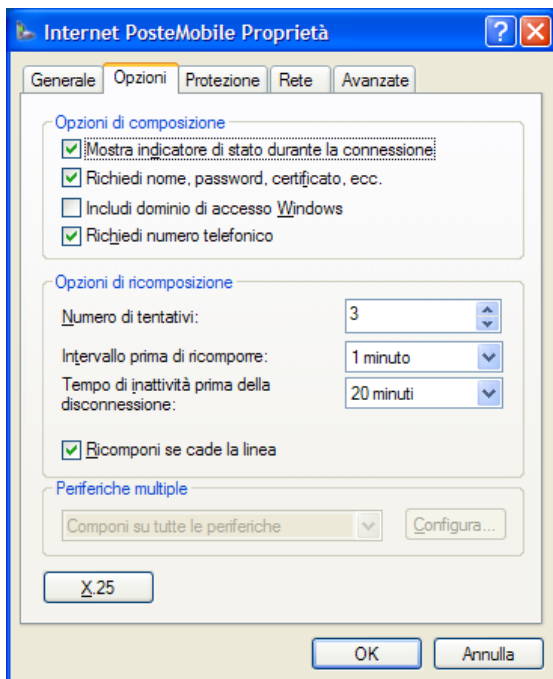 Internet PosteMobile Proprietà
Generale Opzioni Protezione Rete Avanzate
Opzioni di composizione
Mostra indicatore di stato durante la connessione
Richiedi nome, password, certificato, ecc.
Includi dominio di accesso Windows
Richiedi numero telefonico
Opzioni di ricomposizione
Numero di tentativi: 3
Intervallo prima di ricomporre: 1 minuto
Tempo di inattività prima della
disconnessione: 20 minuti
Ricomponi se cade la linea
Periferiche multiple
Componi su tutte le periferiche Configura...
X.25
OK Annulla